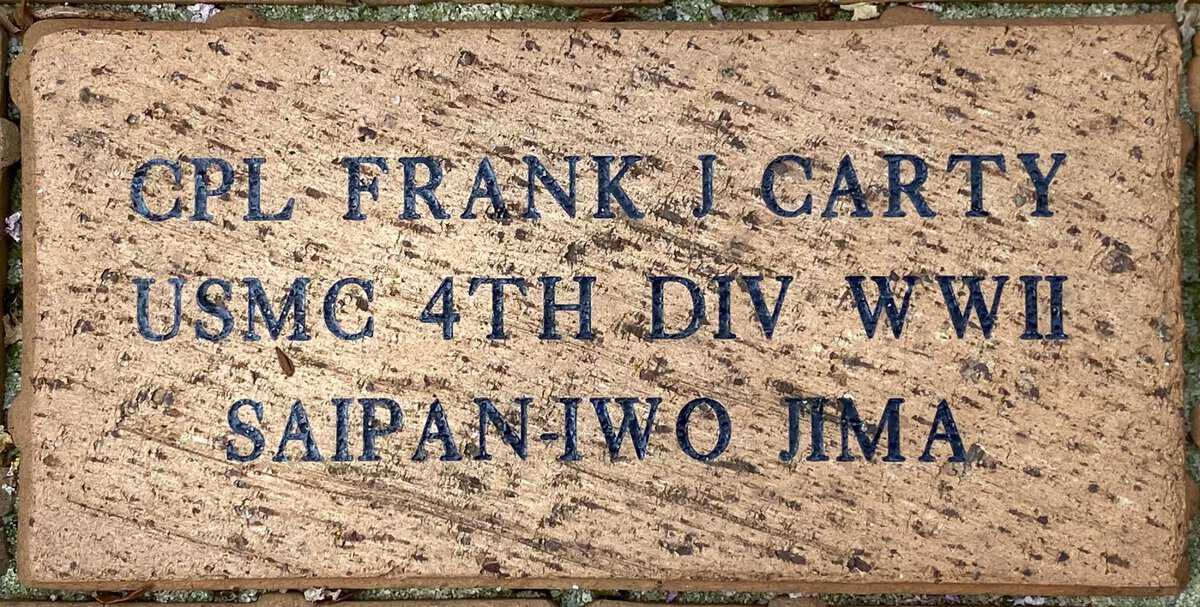 CPL FRANK J CARTY
USMC 4TH DIV WWII
SAIPAN-IWO JIMA